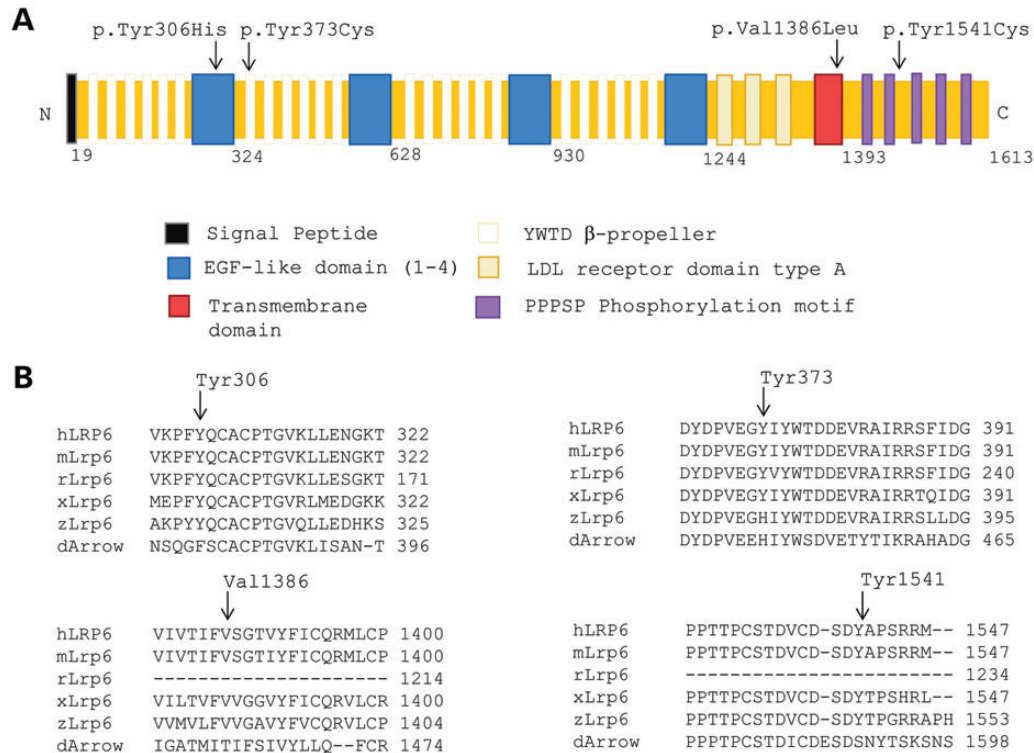 A
p.Tyr306His p.Tyr373Cys p.Val1386Leu p.Tyr1541Cys
N C
19 324 628 930 1244 1393 1613
Signal Peptide YWTD β-propeller
EGF-like domain (1-4) LDL receptor domain type A
Transmembrane domain PPPSP Phosphorylation motif
B
Tyr306
hLRP6 VKPFYQCACPTGVKLLENGKT 322
mLrp6 VKPFYQCACPTGVKLLENGKT 322
rLrp6 VKPFYQCACPTGVKLLESGKT 171
xLrp6 MEPFYQCACPTGVRLMEDGKK 322
zLrp6 AKPYYQCACPTGVQLLEDHKS 325
dArrow NSQGFSCACPTGVKLISAN-T 396
Tyr373
hLRP6 DYDPVEGYIYWTDDEVRAIRRSFIDG 391
mLrp6 DYDPVEGYIYWTDDEVRAIRRSFIDG 391
rLrp6 DYDPVEGYVYWTDDEVRAIRRSFIDG 240
xLrp6 DYDPVEGYIYWTDDEVRAIRRTQIDG 391
zLrp6 DYDPVEGHIYWTDDEVRAIRRSLLDG 395
dArrow DYDPVEEHIYWSDVETYTIKRAHADG 465
Val1386
hLRP6 VIVTIFVSGTVYFICQRMLCP 1400
mLrp6 VIVTIFVSGTIYFICQRMLCP 1400
rLrp6 --------------------- 1214
xLrp6 VILTVFVVGGVYFICQRVLCR 1400
zLrp6 VVMVLFVVGAVYFVCQRVLCP 1404
dArrow IGATMITIFSIVYLLQ--FCR 1474
Tyr1541
hLRP6 PPTTPCSTDVCD-SDYAPSRRM-- 1547
mLrp6 PPTTPCSTDVCD-SDYAPSRRM-- 1547
rLrp6 ------------------------ 1234
xLrp6 PPTTPCSTDVCD-SDYTPSHRL-- 1547
zLrp6 PPTTPCSTDICD-SDYTPGRRAPH 1553
dArrow PPTTPCSTDICDESDSNYTSKSNS 1598